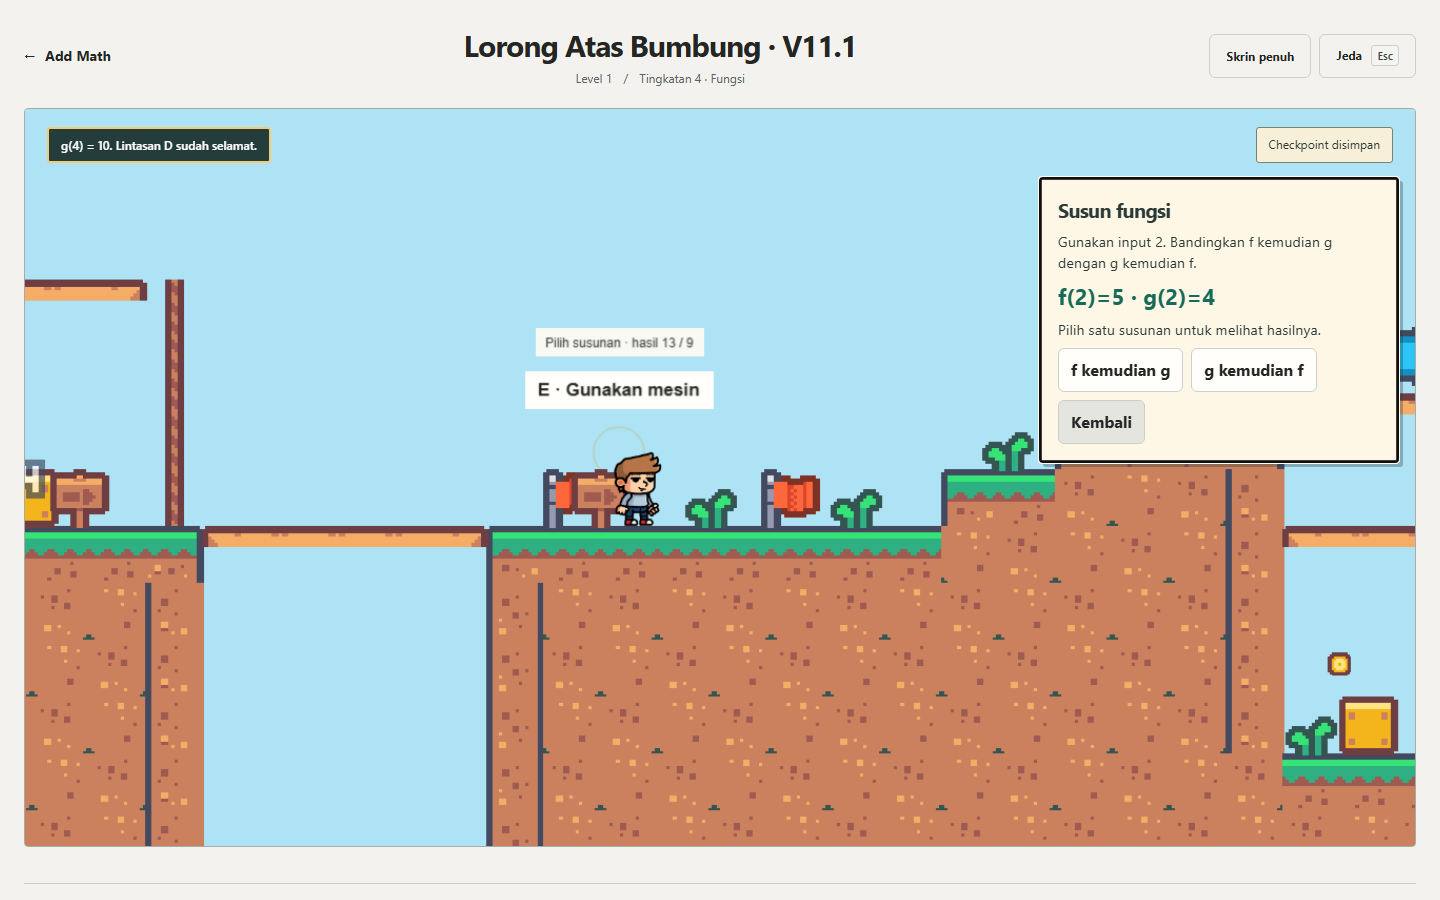 ← Add Math
Lorong Atas Bumbung · V11.1
Level 1 / Tingkatan 4 · Fungsi
Skrin penuh
Jeda Esc
g(4) = 10. Lintasan D sudah selamat.
Checkpoint disimpan
Susun fungsi
Gunakan input 2. Bandingkan f kemudian g
dengan g kemudian f.
f(2)=5 · g(2)=4
Pilih satu susunan untuk melihat hasilnya.
f kemudian g
g kemudian f
Kembali
Pilih susunan · hasil 13 / 9
E · Gunakan mesin